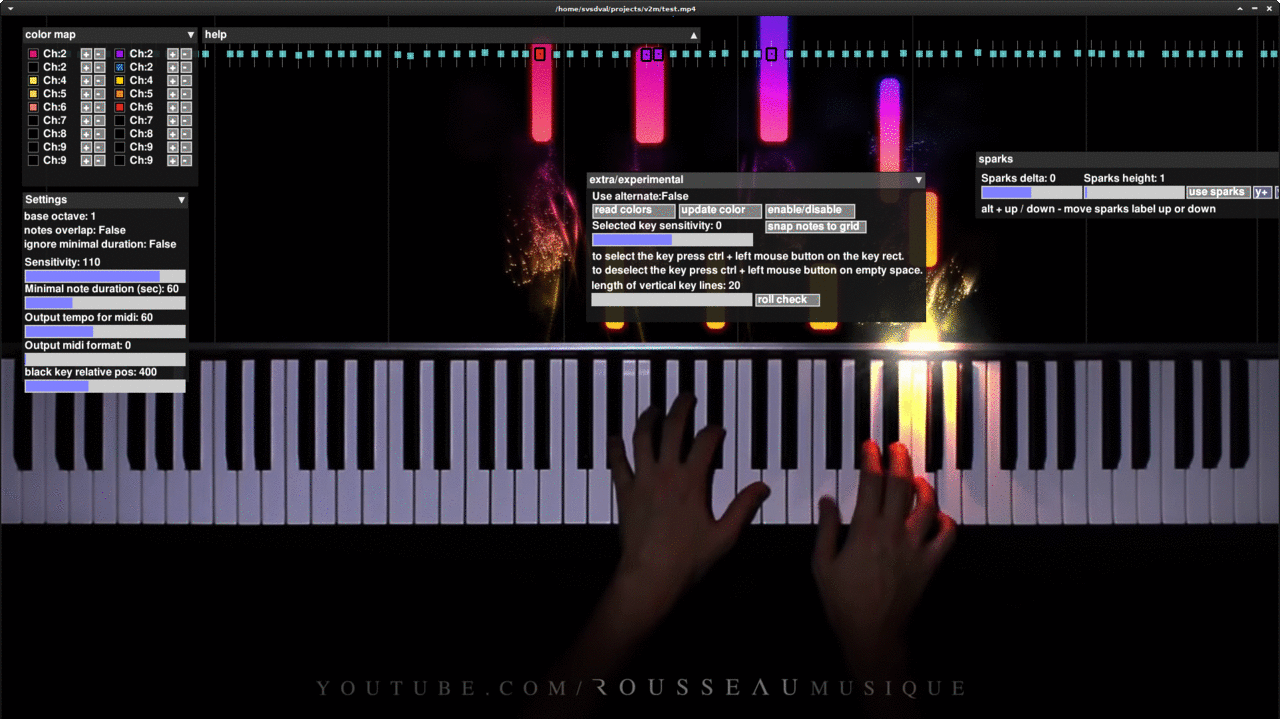 /home/svsdval/projects/v2m/test.mp4
color map
help
Ch:2 + - Ch:2 + -
Ch:2 + - Ch:2 + -
Ch:4 + - Ch:4 + -
Ch:5 + - Ch:5 + -
Ch:6 + - Ch:6 + -
Ch:7 + - Ch:7 + -
Ch:8 + - Ch:8 + -
Ch:9 + - Ch:9 + -
Ch:9 + - Ch:9 + -
Settings
base octave: 1
notes overlap: False
ignore minimal duration: False
Sensitivity: 110
Minimal note duration (sec): 60
Output tempo for midi: 60
Output midi format: 0
black key relative pos: 400
extra/experimental
Use alternate:False
read colors update color enable/disable
Selected key sensitivity: 0 snap notes to grid
to select the key press ctrl + left mouse button on the key rect.
to deselect the key press ctrl + left mouse button on empty space.
length of vertical key lines: 20
roll check
sparks
Sparks delta: 0 Sparks height: 1
use sparks y+
alt + up / down - move sparks label up or down
YOUTUBE.COM/ROUSSEAUMUSIQUE